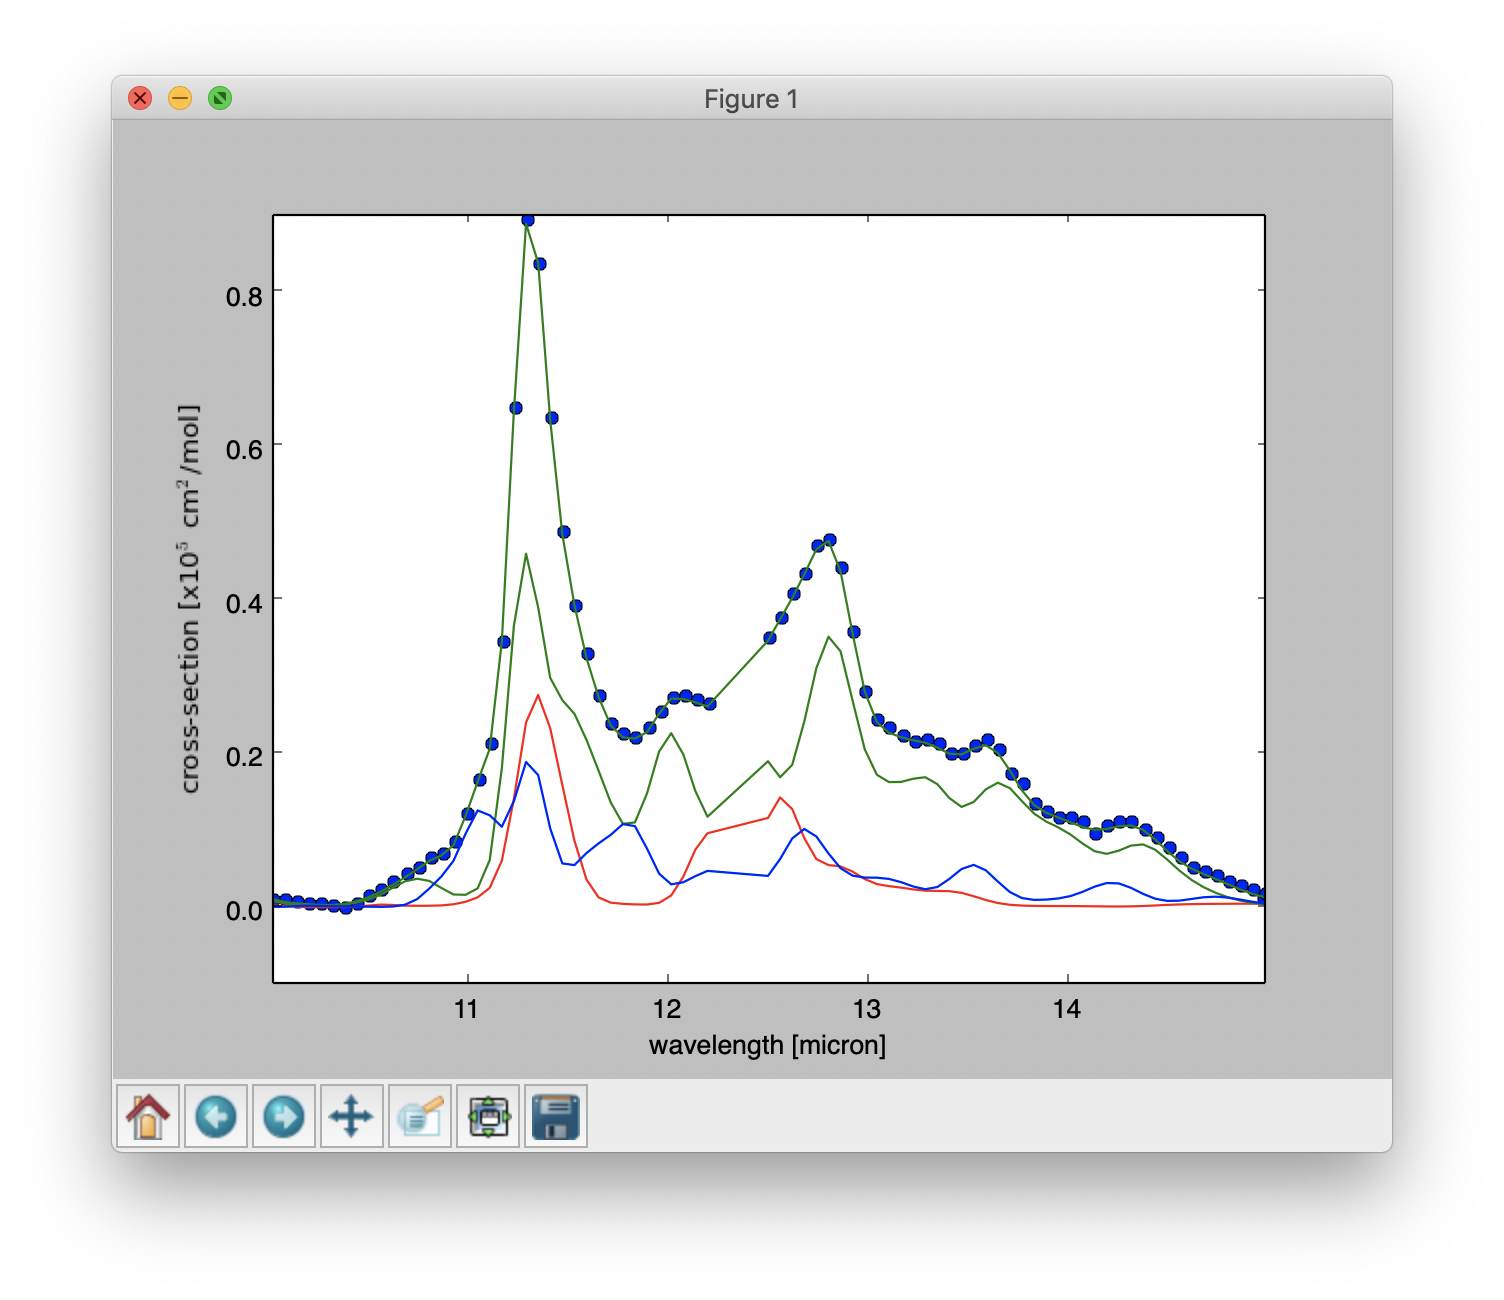 Figure 1
0.8
0.6
0.4
0.2
0.0
cross-section [x10⁵ cm²/mol]
11 12 13 14
wavelength [micron]